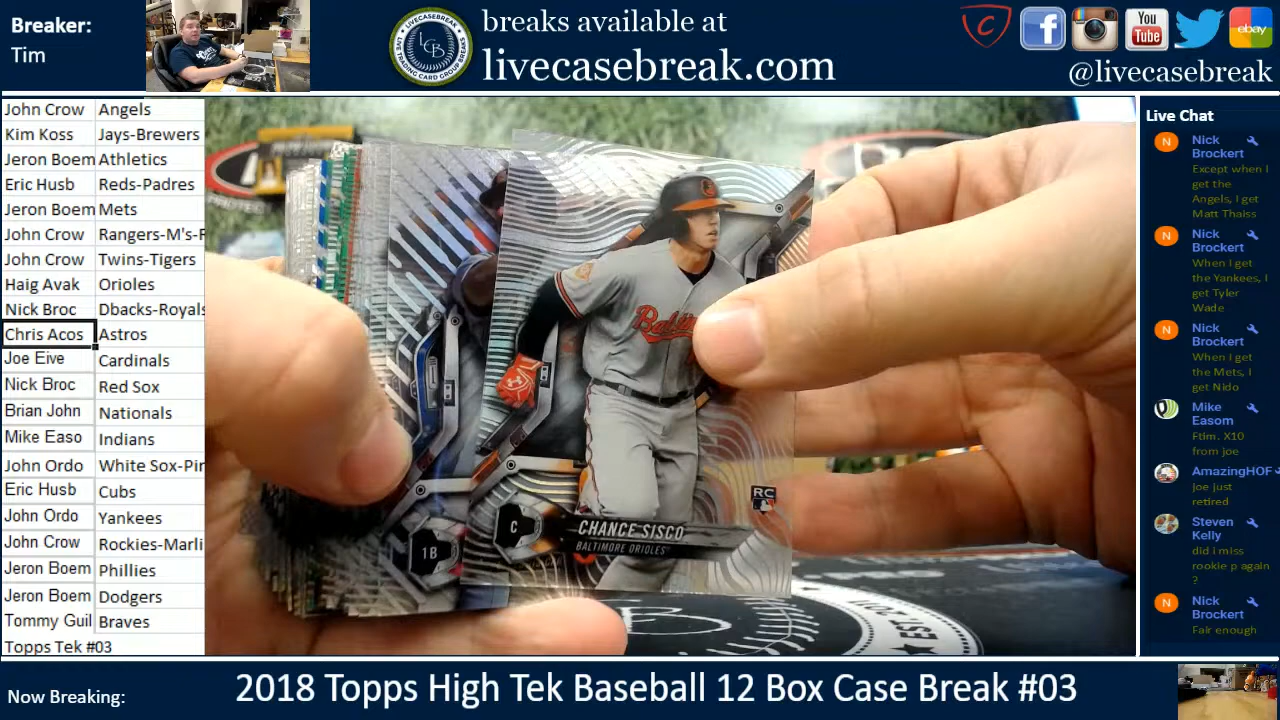 Breaker:
Tim
breaks available at
livecasebreak.com
LCB
You
Tube
ebay
@livecasebreak
John Crow Angels
Kim Koss Jays-Brewers
Jeron Boem Athletics
Eric Husb Reds-Padres
Jeron Boem Mets
John Crow Rangers-M's-R
John Crow Twins-Tigers
Haig Avak Orioles
Nick Broc Dbacks-Royals
Chris Acos Astros
Joe Eive Cardinals
Nick Broc Red Sox
Brian John Nationals
Mike Easo Indians
John Ordo White Sox-Pir
Eric Husb Cubs
John Ordo Yankees
John Crow Rockies-Marli
Jeron Boem Phillies
Jeron Boem Dodgers
Tommy Guil Braves
Topps Tek #03
1B
C
CHANCE SISCO
BALTIMORE ORIOLES
RC
EST.
Live Chat
N Nick
Brockert
Except when I
get the
Angels, I get
Matt Thaiss
N Nick
Brockert
When I get
the Yankees, I
get Tyler
Wade
N Nick
Brockert
When I get
the Mets, I
get Nido
Mike
Easom
Ftlm. X10
from joe
AmazingHOF
joe just
retired
Steven
Kelly
did i miss
rookie p again
?
N Nick
Brockert
Fair enough
Now Breaking:
2018 Topps High Tek Baseball 12 Box Case Break #03